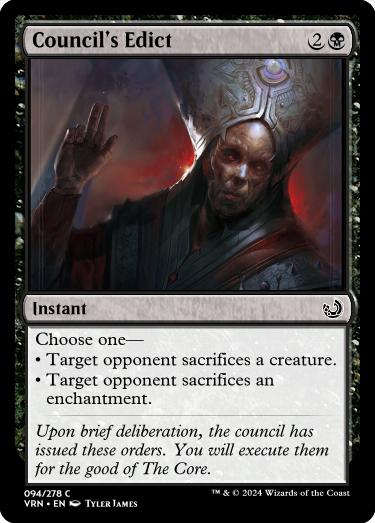 Council's Edict 2
Instant
Choose one—
• Target opponent sacrifices a creature.
• Target opponent sacrifices an
enchantment.
Upon brief deliberation, the council has
issued these orders. You will execute them
for the good of The Core.
094/278 C
™ & © 2024 Wizards of the Coast
VRN • EN Tyler James